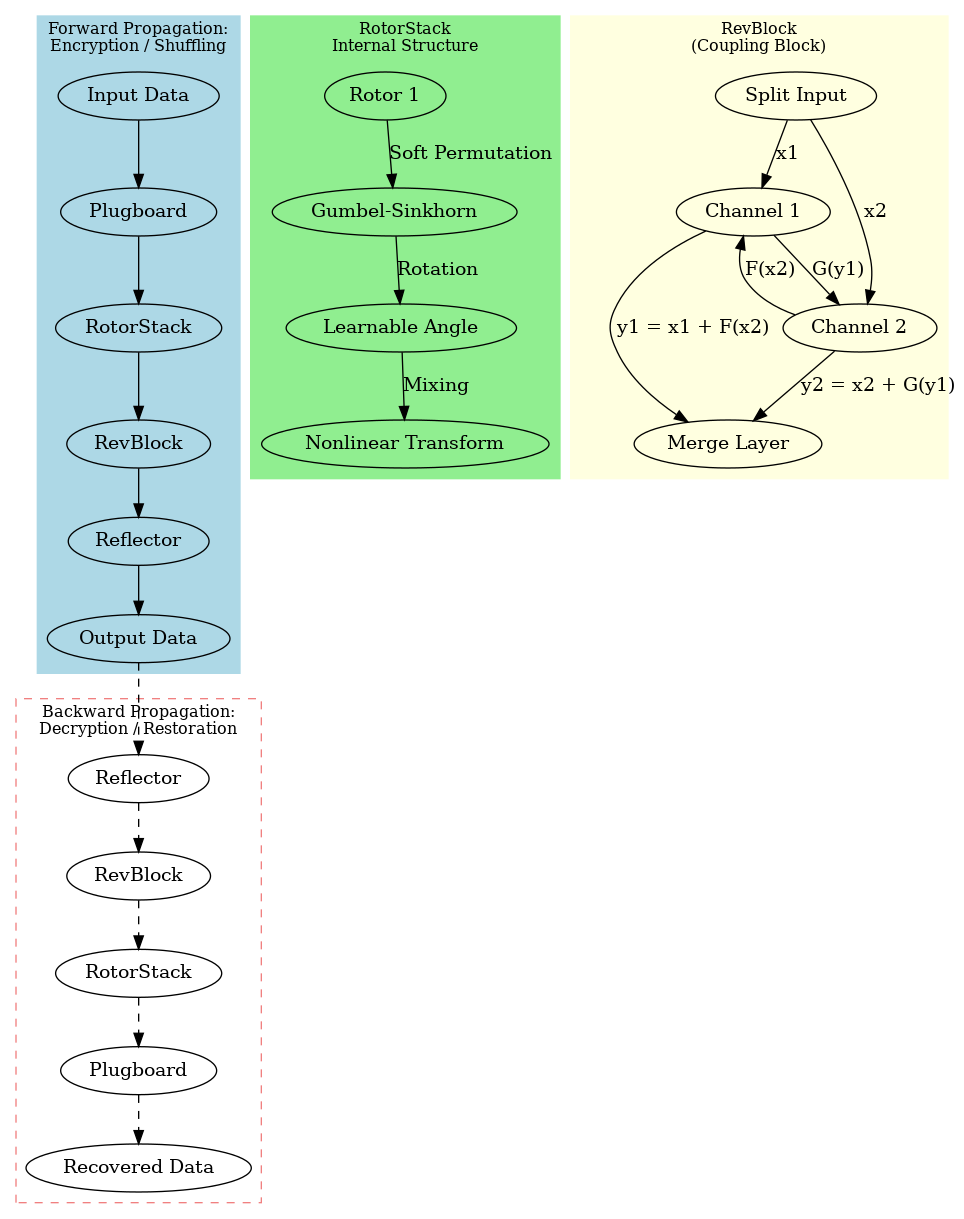 Forward Propagation:
Encryption / Shuffling
Input Data
Plugboard
RotorStack
RevBlock
Reflector
Output Data
Backward Propagation:
Decryption / Restoration
Reflector
RevBlock
RotorStack
Plugboard
Recovered Data
RotorStack
Internal Structure
Rotor 1
Soft Permutation
Gumbel-Sinkhorn
Rotation
Learnable Angle
Mixing
Nonlinear Transform
RevBlock
(Coupling Block)
Split Input
x1
Channel 1
x2
F(x2)
G(y1)
y1 = x1 + F(x2)
Channel 2
y2 = x2 + G(y1)
Merge Layer